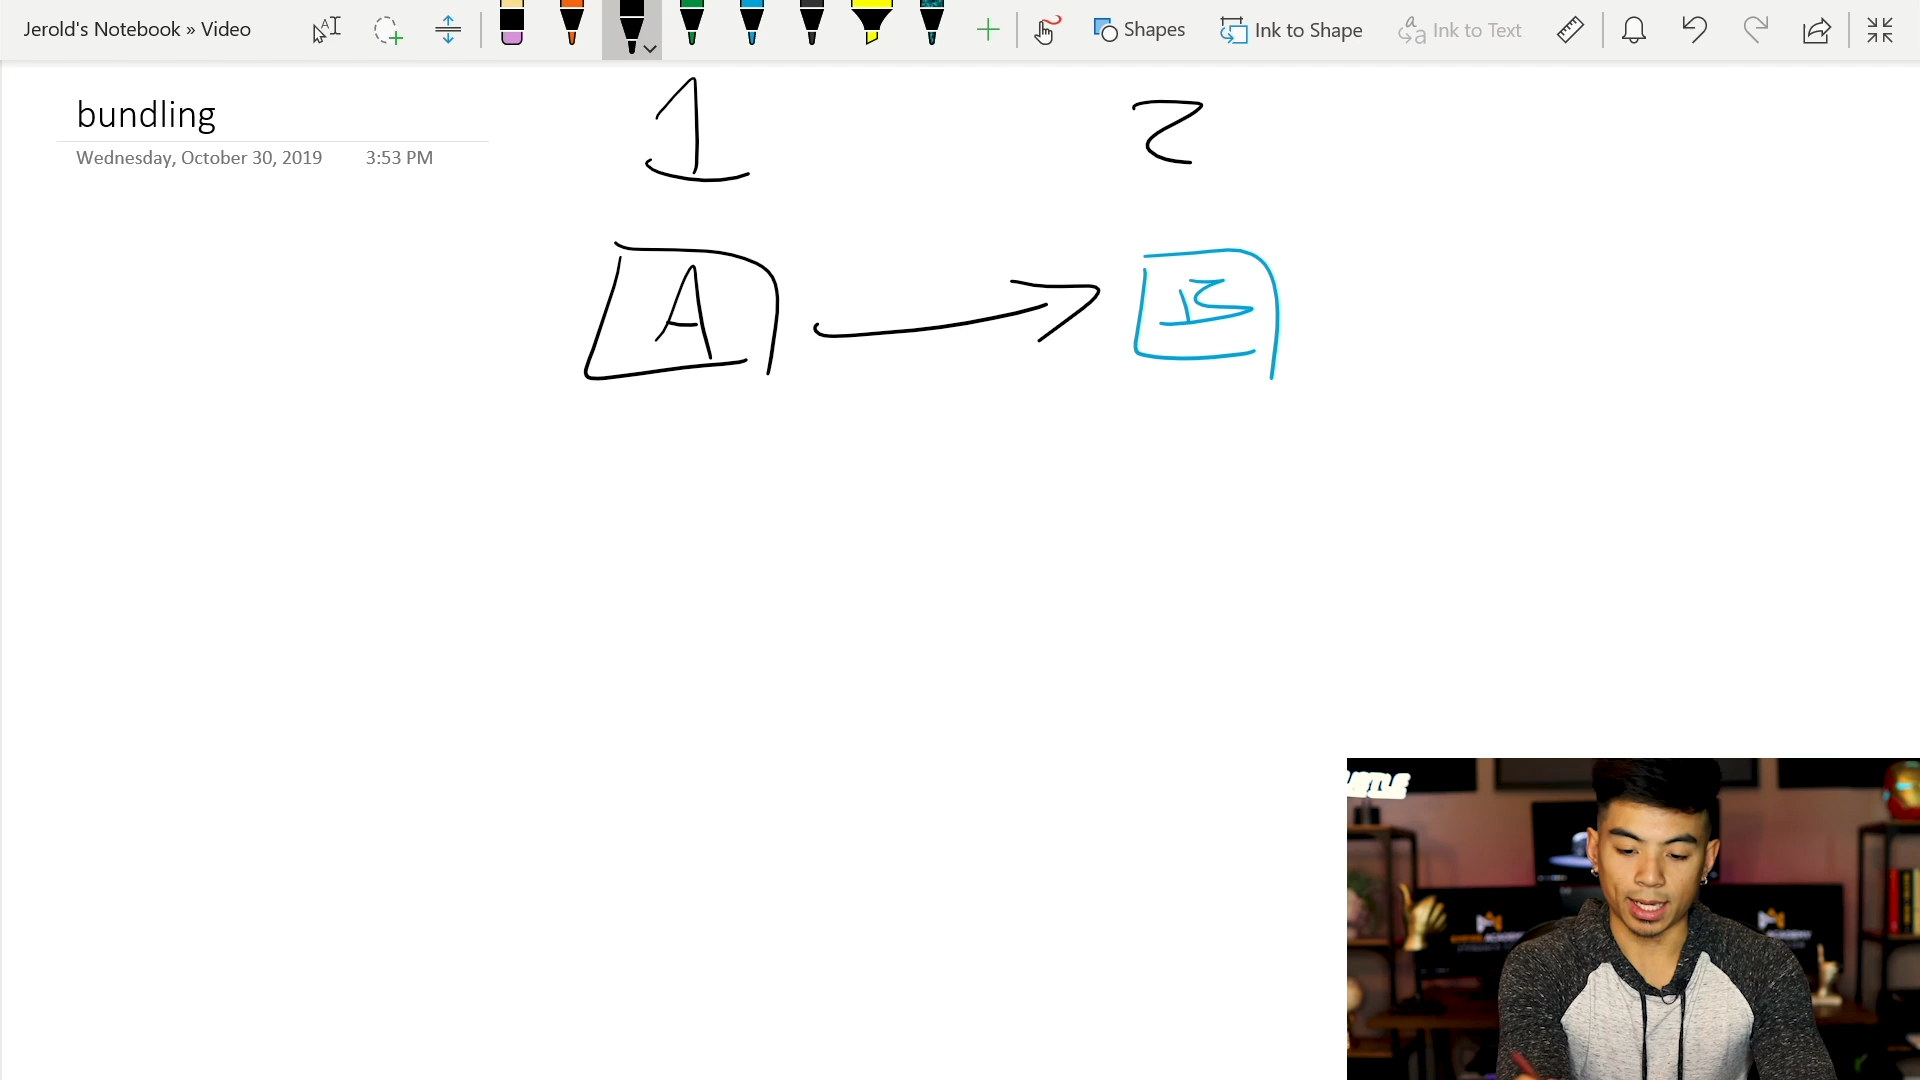 Jerold's Notebook » Video
Shapes
Ink to Shape
Ink to Text
bundling
Wednesday, October 30, 2019 3:53 PM
1 2
A B